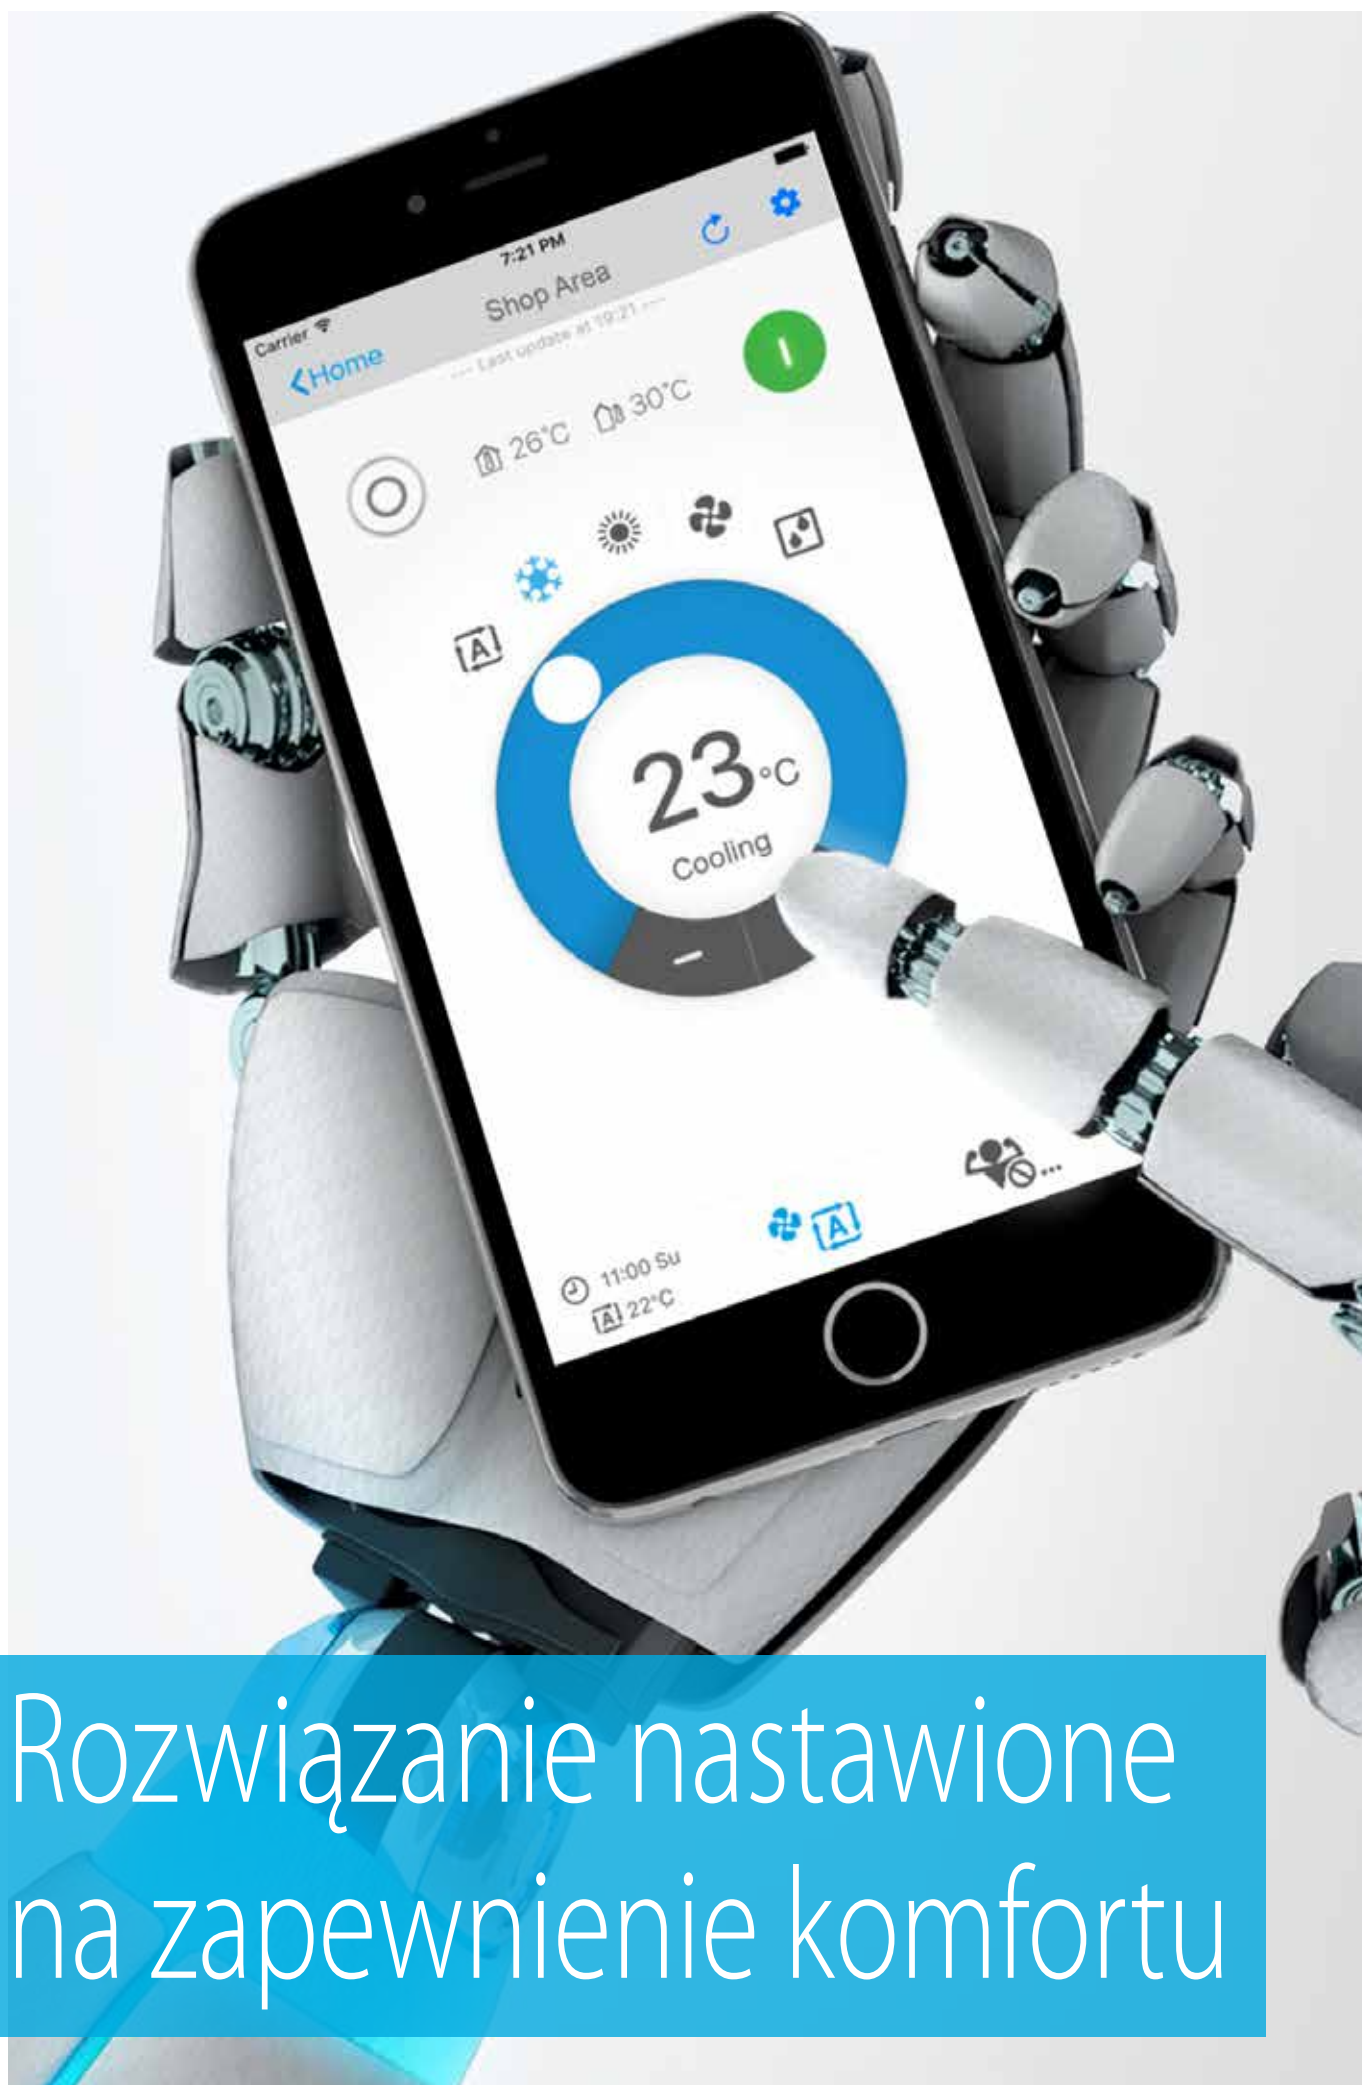 7:21 PM
Carrier
Shop Area
<Home
--- Last update at 19:21 ---
26°C
30°C
A
23°C
Cooling
A
11:00 Su
A 22°C
Rozwiązanie nastawione
na zapewnienie komfortu